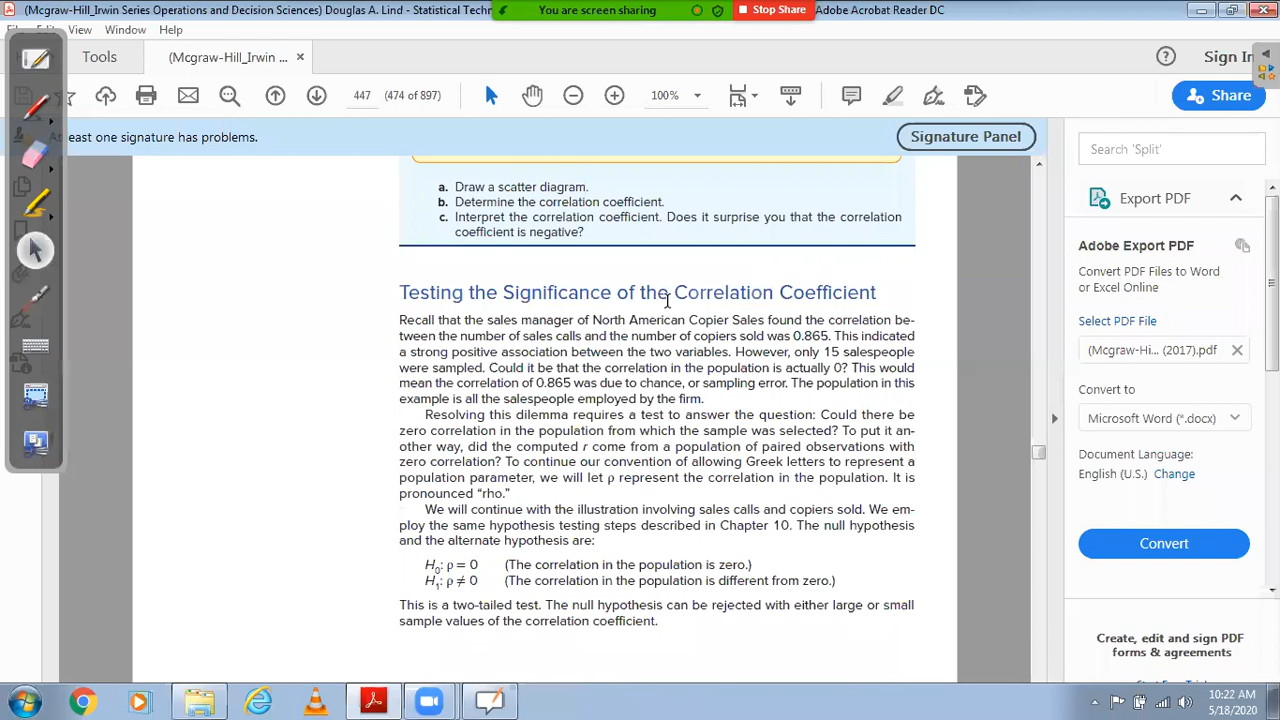 (Mcgraw-Hill_Irwin Series Operations and Decision Sciences) Douglas A. Lind - Statistical Techn
You are screen sharing
Stop Share
Adobe Acrobat Reader DC
View Window Help
Tools
(Mcgraw-Hill_Irwin ... ×
Sign In
447 (474 of 897)
100%
Share
At least one signature has problems.
Signature Panel
a. Draw a scatter diagram.
b. Determine the correlation coefficient.
c. Interpret the correlation coefficient. Does it surprise you that the correlation
coefficient is negative?
Testing the Significance of the Correlation Coefficient
Recall that the sales manager of North American Copier Sales found the correlation be-
tween the number of sales calls and the number of copiers sold was 0.865. This indicated
a strong positive association between the two variables. However, only 15 salespeople
were sampled. Could it be that the correlation in the population is actually 0? This would
mean the correlation of 0.865 was due to chance, or sampling error. The population in this
example is all the salespeople employed by the firm.
Resolving this dilemma requires a test to answer the question: Could there be
zero correlation in the population from which the sample was selected? To put it an-
other way, did the computed r come from a population of paired observations with
zero correlation? To continue our convention of allowing Greek letters to represent a
population parameter, we will let ρ represent the correlation in the population. It is
pronounced “rho.”
We will continue with the illustration involving sales calls and copiers sold. We em-
ploy the same hypothesis testing steps described in Chapter 10. The null hypothesis
and the alternate hypothesis are:
H₀: ρ = 0 (The correlation in the population is zero.)
H₁: ρ ≠ 0 (The correlation in the population is different from zero.)
This is a two-tailed test. The null hypothesis can be rejected with either large or small
sample values of the correlation coefficient.
Search 'Split'
Export PDF
Adobe Export PDF
Convert PDF Files to Word
or Excel Online
Select PDF File
(Mcgraw-Hi... (2017).pdf
Convert to
Microsoft Word (*.docx)
Document Language:
English (U.S.) Change
Convert
Create, edit and sign PDF
forms & agreements
10:22 AM
5/18/2020